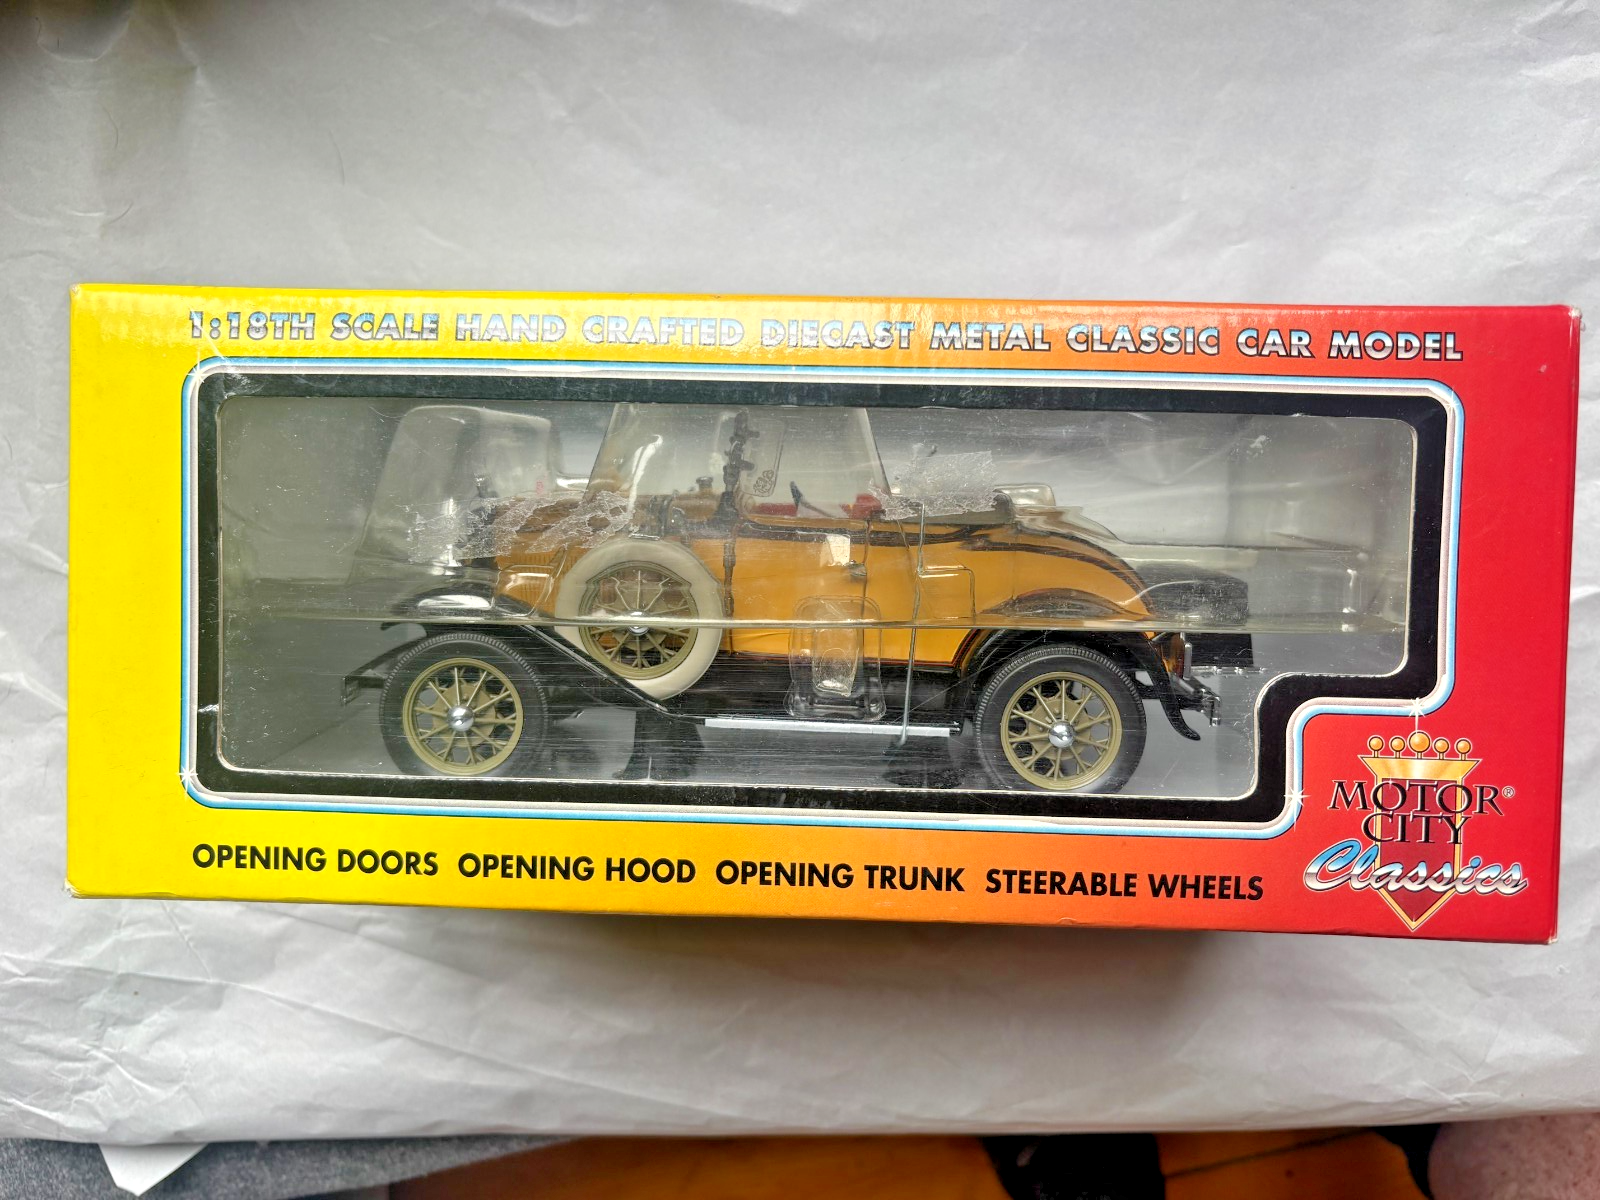 1:18TH SCALE HAND CRAFTED DIECAST METAL CLASSIC CAR MODEL
OPENING DOORS OPENING HOOD OPENING TRUNK STEERABLE WHEELS
MOTOR®
CITY
Classics